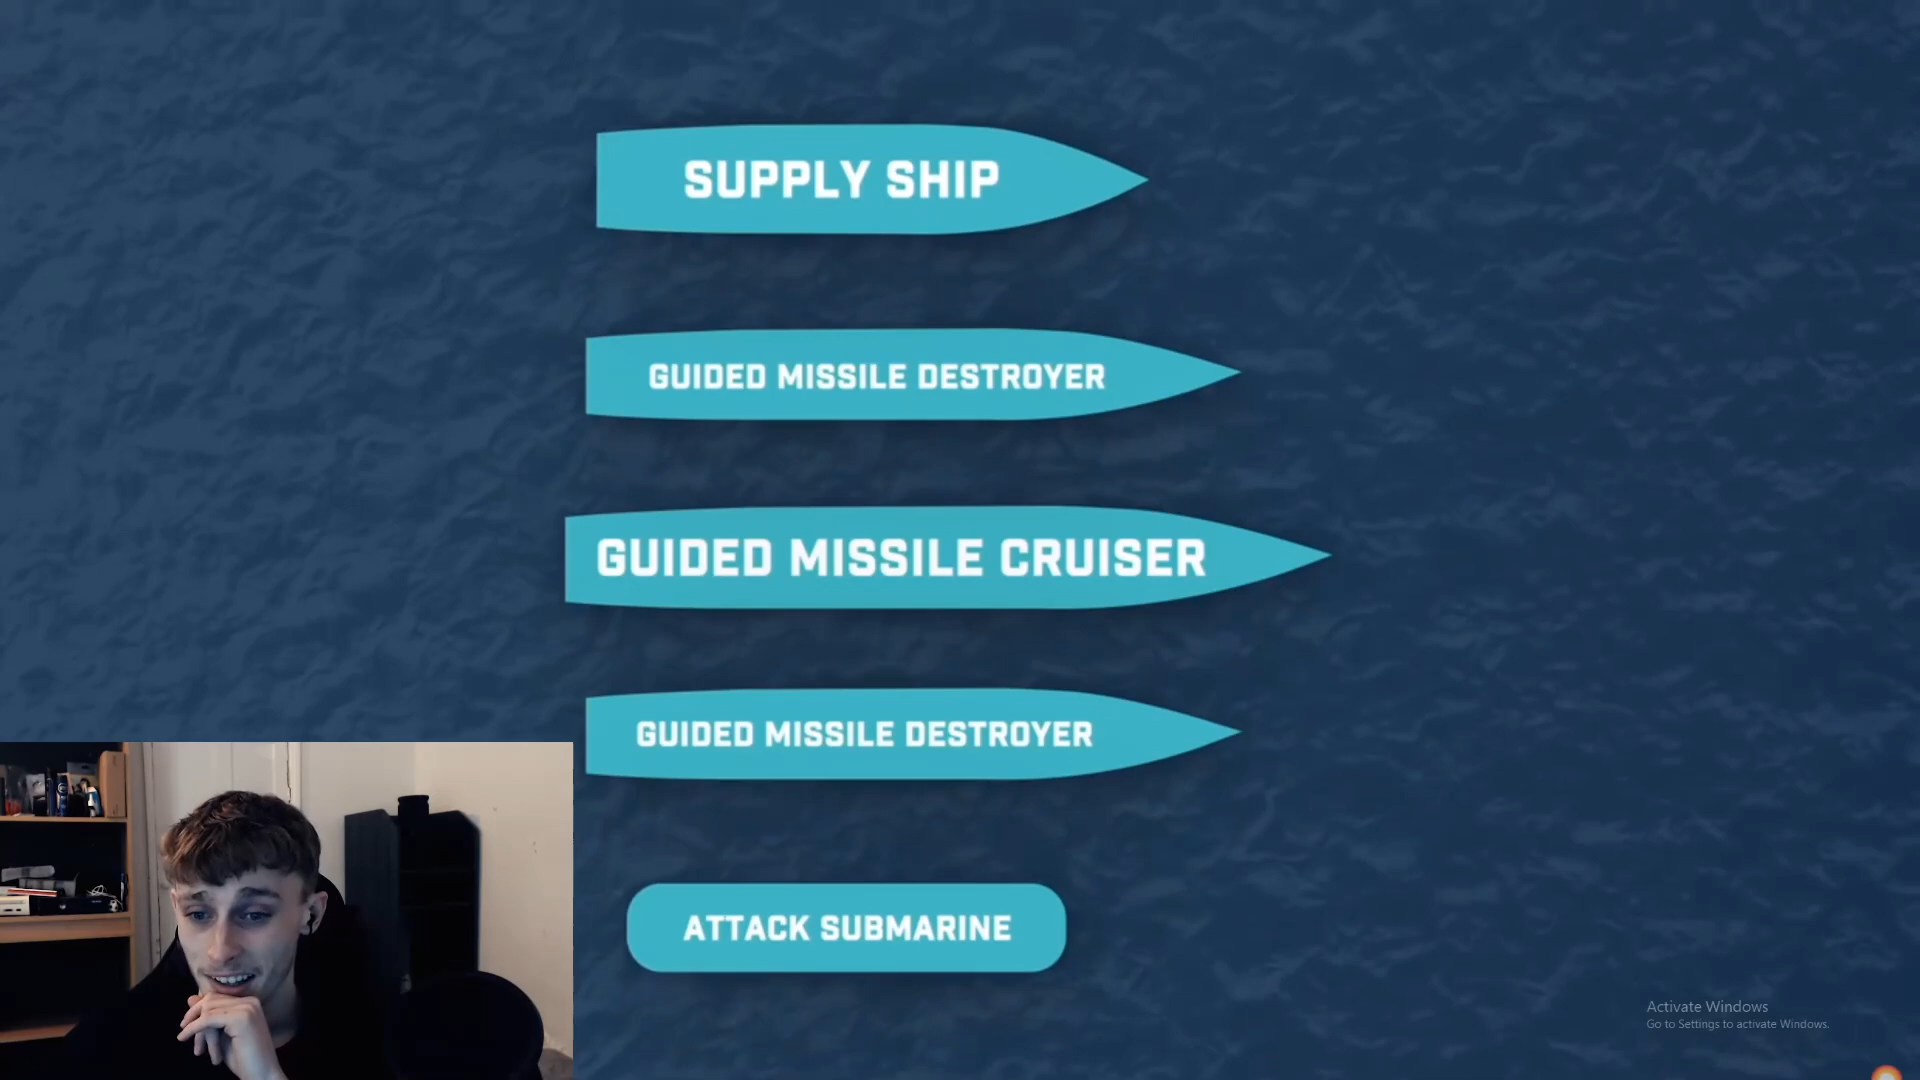 SUPPLY SHIP
GUIDED MISSILE DESTROYER
GUIDED MISSILE CRUISER
GUIDED MISSILE DESTROYER
ATTACK SUBMARINE
Activate Windows
Go to Settings to activate Windows.